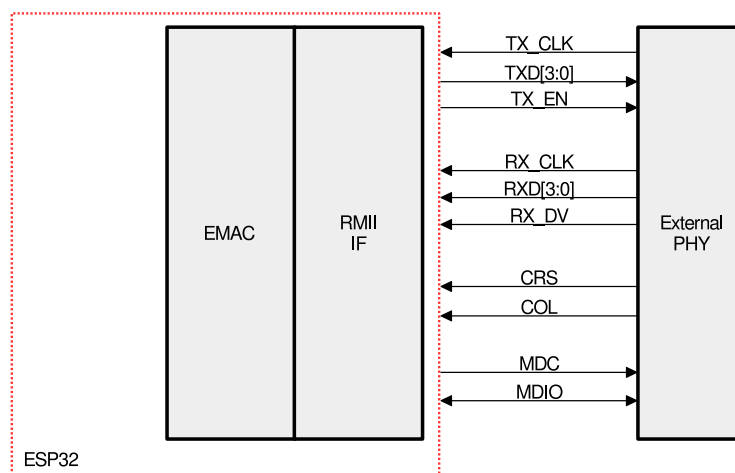 TX_CLK
TXD[3:0]
TX_EN
RX_CLK
RXD[3:0]
RX_DV
EMAC
RMII
IF
External
PHY
CRS
COL
MDC
MDIO
ESP32